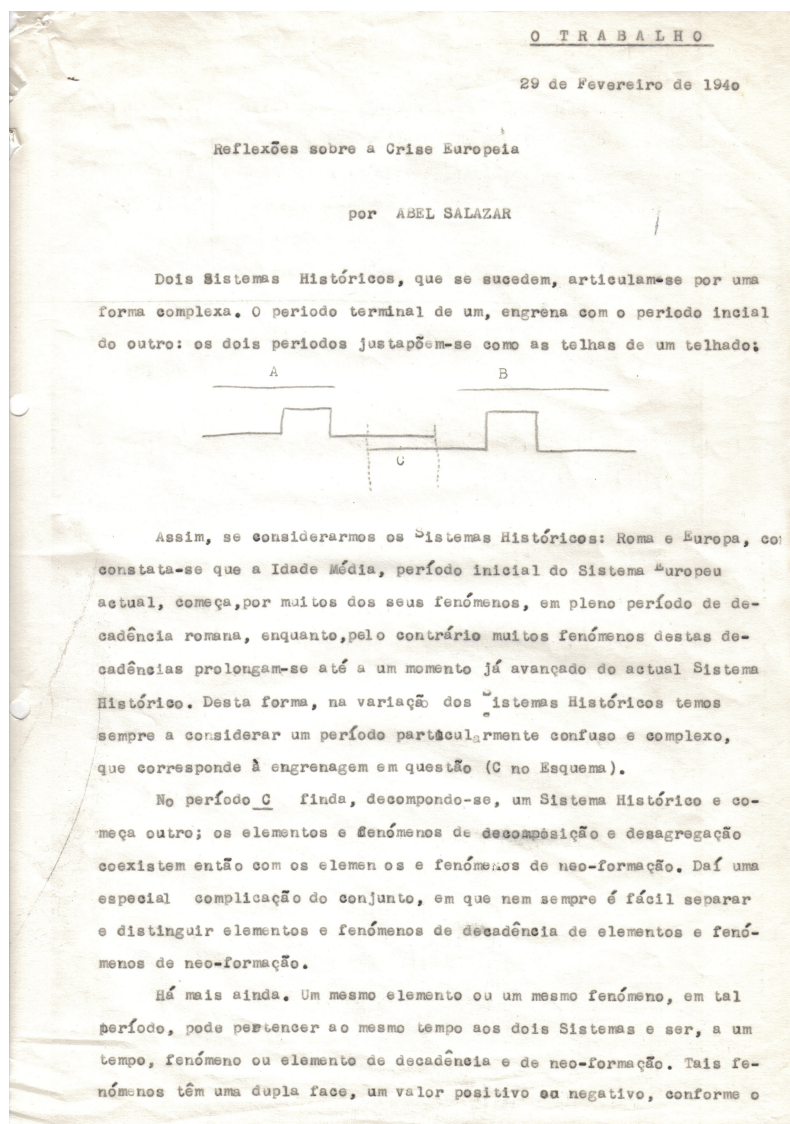 O TRABALHO
29 de Fevereiro de 1940
Reflexões sobre a Crise Europeia
por ABEL SALAZAR
Dois Sistemas Históricos, que se sucedem, articulam-se por uma
forma complexa. O periodo terminal de um, engrena com o periodo incial
do outro: os dois periodos justapõem-se como as telhas de um telhado:
A B
C
Assim, se considerarmos os Sistemas Históricos: Roma e Europa, co
constata-se que a Idade Média, período inicial do Sistema Europeu
actual, começa,por muitos dos seus fenómenos, em pleno período de de-
cadência romana, enquanto,pelo contrário muitos fenómenos destas de-
cadências prolongam-se até a um momento já avançado do actual Sistema
Histórico. Desta forma, na variação dos Sistemas Históricos temos
sempre a considerar um período particularmente confuso e complexo,
que corresponde à engrenagem em questão (C no Esquema).
No período C finda, decompondo-se, um Sistema Histórico e co-
meça outro; os elementos e fenómenos de decomposição e desagregação
coexistem então com os elemen os e fenómenos de neo-formação. Daí uma
especial complicação do conjunto, em que nem sempre é fácil separar
e distinguir elementos e fenómenos de decadência de elementos e fenó-
menos de neo-formação.
Há mais ainda. Um mesmo elemento ou um mesmo fenómeno, em tal
período, pode pertencer ao mesmo tempo aos dois Sistemas e ser, a um
tempo, fenómeno ou elemento de decadência e de neo-formação. Tais fe-
nómenos têm uma dupla face, um valor positivo ou negativo, conforme o